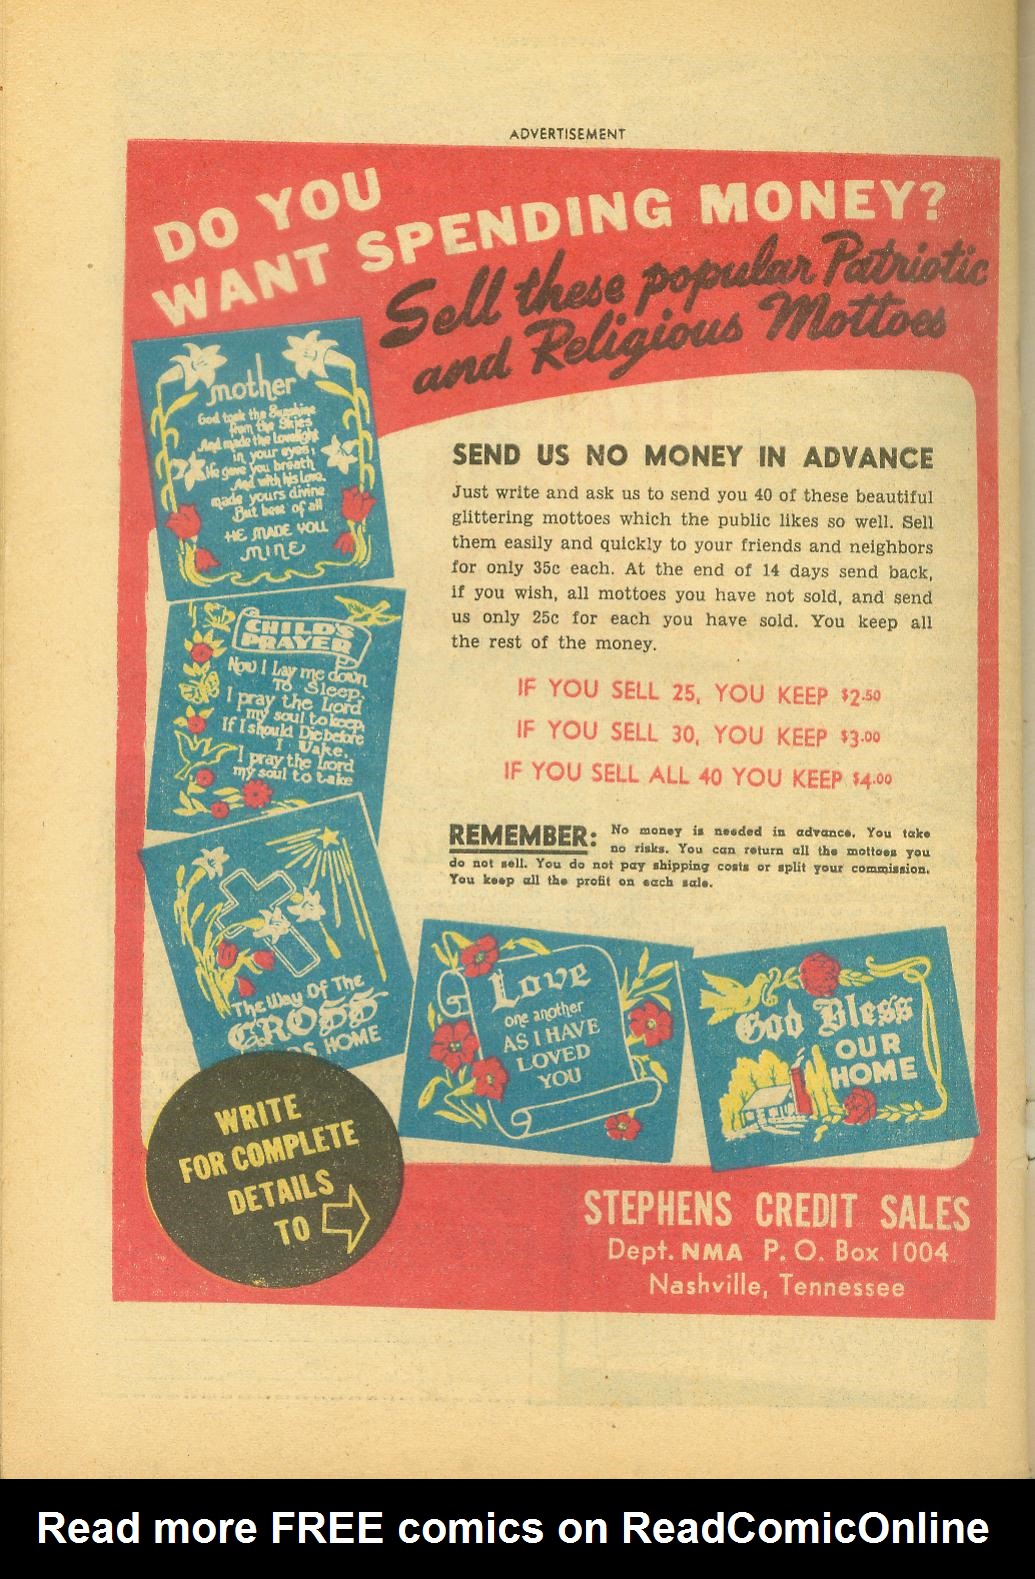 ADVERTISEMENT
DO YOU
WANT SPENDING MONEY?
Sell these popular Patriotic
and Religious Mottoes
mother
God took the Sunshine
from the Skies
And made the Lovelight
in your eyes,
He gave you breath
And with his Love,
made yours divine
But best of all
HE MADE YOU
MINE
SEND US NO MONEY IN ADVANCE
Just write and ask us to send you 40 of these beautiful
glittering mottoes which the public likes so well. Sell
them easily and quickly to your friends and neighbors
for only 35c each. At the end of 14 days send back,
if you wish, all mottoes you have not sold, and send
us only 25c for each you have sold. You keep all
the rest of the money.
CHILD'S
PRAYER
Now I Lay me down
To Sleep,
I pray the Lord
my soul to keep,
If I should Die before
I Wake,
I pray the Lord
my soul to take
IF YOU SELL 25, YOU KEEP $2.50
IF YOU SELL 30, YOU KEEP $3.00
IF YOU SELL ALL 40 YOU KEEP $4.00
REMEMBER: No money is needed in advance. You take
no risks. You can return all the mottoes you
do not sell. You do not pay shipping costs or split your commission.
You keep all the profit on each sale.
The Way Of The
CROSS
DS HOME
Love
one another
AS I HAVE
LOVED
YOU
God Bless
OUR
HOME
WRITE
FOR COMPLETE
DETAILS
TO
STEPHENS CREDIT SALES
Dept. NMA P. O. Box 1004
Nashville, Tennessee
Read more FREE comics on ReadComicOnline